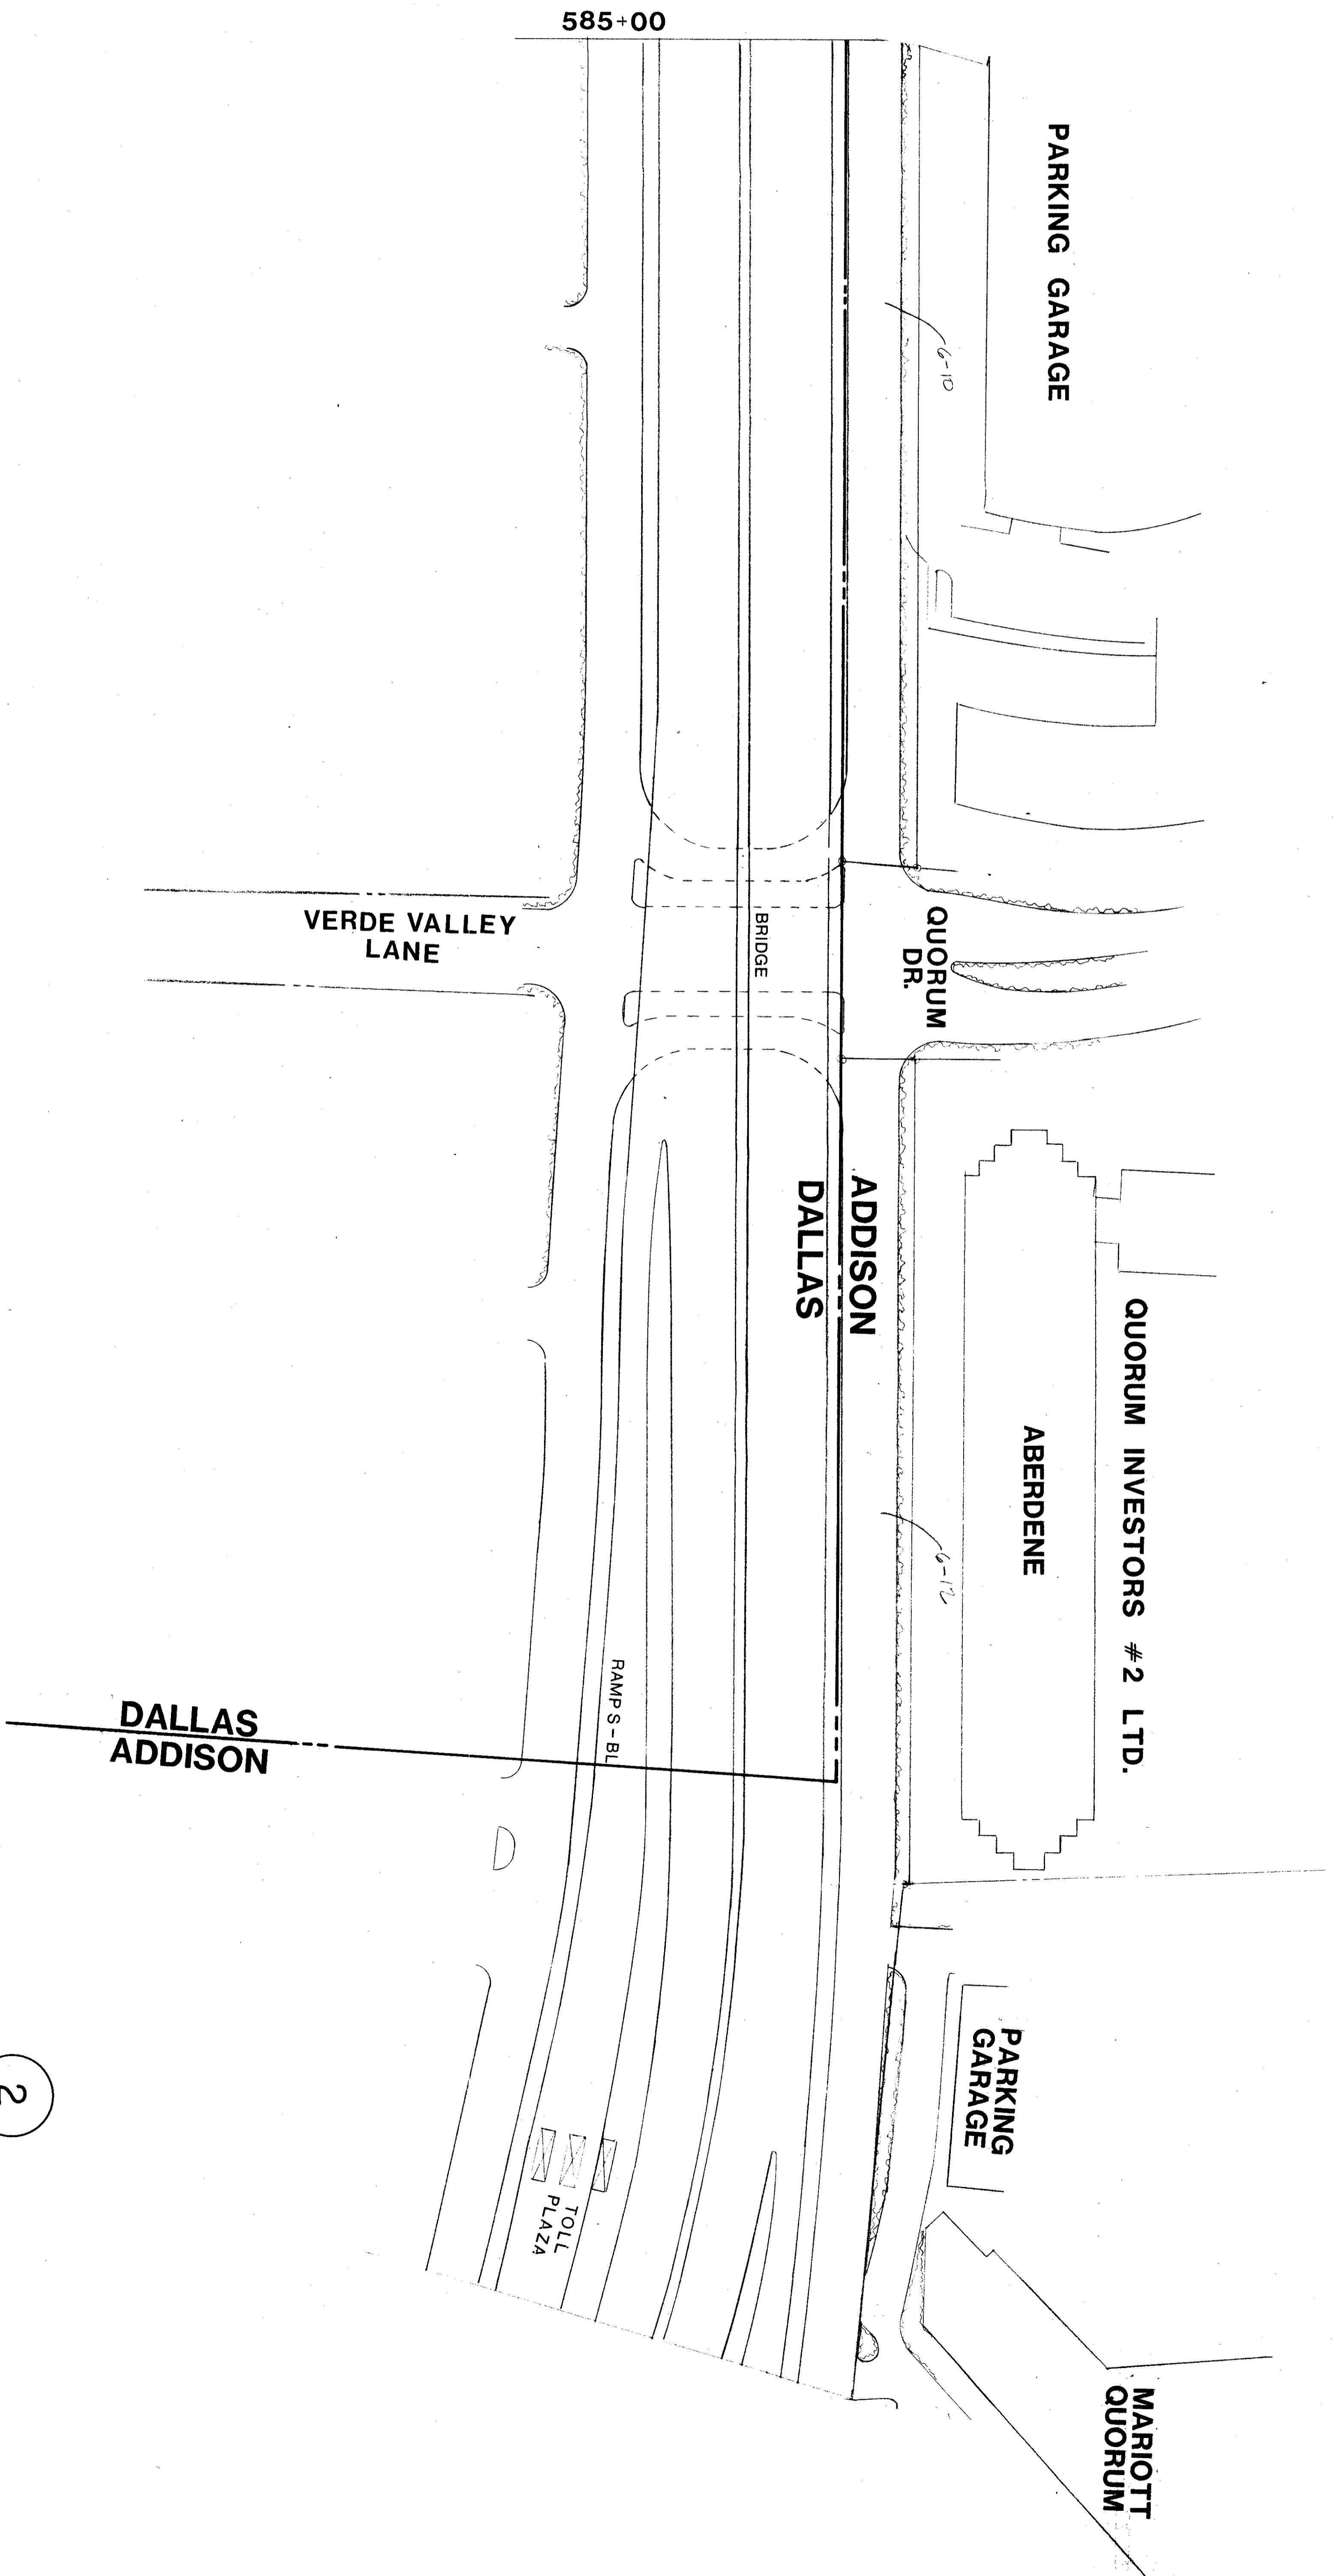 585+00
PARKING GARAGE
6-10
VERDE VALLEY
LANE
BRIDGE
QUORUM
DR.
ADDISON
DALLAS
QUORUM INVESTORS #2 LTD.
ABERDENE
6-12
RAMP S-BL
DALLAS
ADDISON
PARKING
GARAGE
2
TOLL
PLAZA
MARIOTT
QUORUM